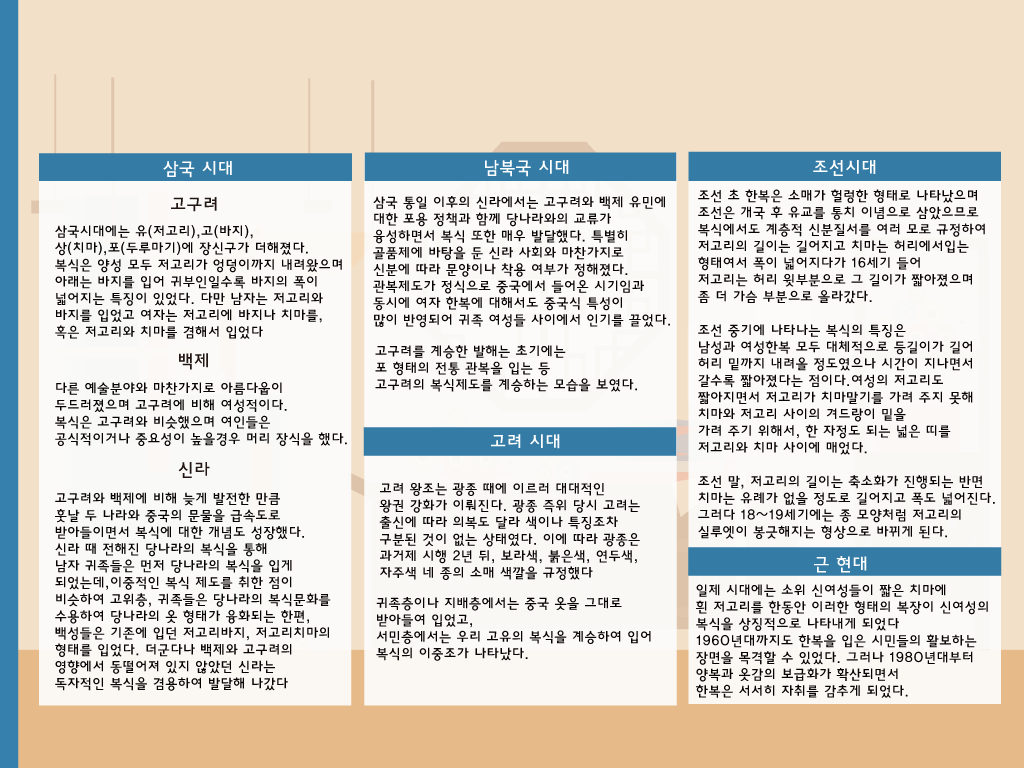 삼국 시대
고구려
삼국시대에는 유(저고리),고(바지),
상(치마),포(두루마기)에 장신구가 더해졌다.
복식은 양성 모두 저고리가 엉덩이까지 내려왔으며
아래는 바지를 입어 귀부인일수록 바지의 폭이
넓어지는 특징이 있었다. 다만 남자는 저고리와
바지를 입었고 여자는 저고리에 바지나 치마를,
혹은 저고리와 치마를 겸해서 입었다
백제
다른 예술분야와 마찬가지로 아름다움이
두드러졌으며 고구려에 비해 여성적이다.
복식은 고구려와 비슷했으며 여인들은
공식적이거나 중요성이 높을경우 머리 장식을 했다.
신라
고구려와 백제에 비해 늦게 발전한 만큼
훗날 두 나라와 중국의 문물을 급속도로
받아들이면서 복식에 대한 개념도 성장했다.
신라 때 전해진 당나라의 복식을 통해
남자 귀족들은 먼저 당나라의 복식을 입게
되었는데,이중적인 복식 제도를 취한 점이
비슷하여 고위층, 귀족들은 당나라의 복식문화를
수용하여 당나라의 옷 형태가 융화되는 한편,
백성들은 기존에 입던 저고리바지, 저고리치마의
형태를 입었다. 더군다나 백제와 고구려의
영향에서 동떨어져 있지 않았던 신라는
독자적인 복식을 겸용하여 발달해 나갔다
남북국 시대
삼국 통일 이후의 신라에서는 고구려와 백제 유민에
대한 포용 정책과 함께 당나라와의 교류가
융성하면서 복식 또한 매우 발달했다. 특별히
골품제에 바탕을 둔 신라 사회와 마찬가지로
신분에 따라 문양이나 착용 여부가 정해졌다.
관복제도가 정식으로 중국에서 들어온 시기임과
동시에 여자 한복에 대해서도 중국식 특성이
많이 반영되어 귀족 여성들 사이에서 인기를 끌었다.
고구려를 계승한 발해는 초기에는
포 형태의 전통 관복을 입는 등
고구려의 복식제도를 계승하는 모습을 보였다.
고려 시대
고려 왕조는 광종 때에 이르러 대대적인
왕권 강화가 이뤄진다. 광종 즉위 당시 고려는
출신에 따라 의복도 달라 색이나 특징조차
구분된 것이 없는 상태였다. 이에 따라 광종은
과거제 시행 2년 뒤, 보라색, 붉은색, 연두색,
자주색 네 종의 소매 색깔을 규정했다
귀족층이나 지배층에서는 중국 옷을 그대로
받아들여 입었고,
서민층에서는 우리 고유의 복식을 계승하여 입어
복식의 이중조가 나타났다.
조선시대
조선 초 한복은 소매가 헐렁한 형태로 나타났으며
조선은 개국 후 유교를 통치 이념으로 삼았으므로
복식에서도 계층적 신분질서를 여러 모로 규정하여
저고리의 길이는 길어지고 치마는 허리에서입는
형태여서 폭이 넓어지다가 16세기 들어
저고리는 허리 윗부분으로 그 길이가 짧아졌으며
좀 더 가슴 부분으로 올라갔다.
조선 중기에 나타나는 복식의 특징은
남성과 여성한복 모두 대체적으로 등길이가 길어
허리 밑까지 내려올 정도였으나 시간이 지나면서
갈수록 짧아졌다는 점이다.여성의 저고리도
짧아지면서 저고리가 치마말기를 가려 주지 못해
치마와 저고리 사이의 겨드랑이 밑을
가려 주기 위해서, 한 자정도 되는 넓은 띠를
저고리와 치마 사이에 매었다.
조선 말, 저고리의 길이는 축소화가 진행되는 반면
치마는 유례가 없을 정도로 길어지고 폭도 넓어진다.
그러다 18~19세기에는 종 모양처럼 저고리의
실루엣이 봉긋해지는 형상으로 바뀌게 된다.
근 현대
일제 시대에는 소위 신여성들이 짧은 치마에
흰 저고리를 한동안 이러한 형태의 복장이 신여성의
복식을 상징적으로 나타내게 되었다
1960년대까지도 한복을 입은 시민들의 활보하는
장면을 목격할 수 있었다. 그러나 1980년대부터
양복과 옷감의 보급화가 확산되면서
한복은 서서히 자취를 감추게 되었다.